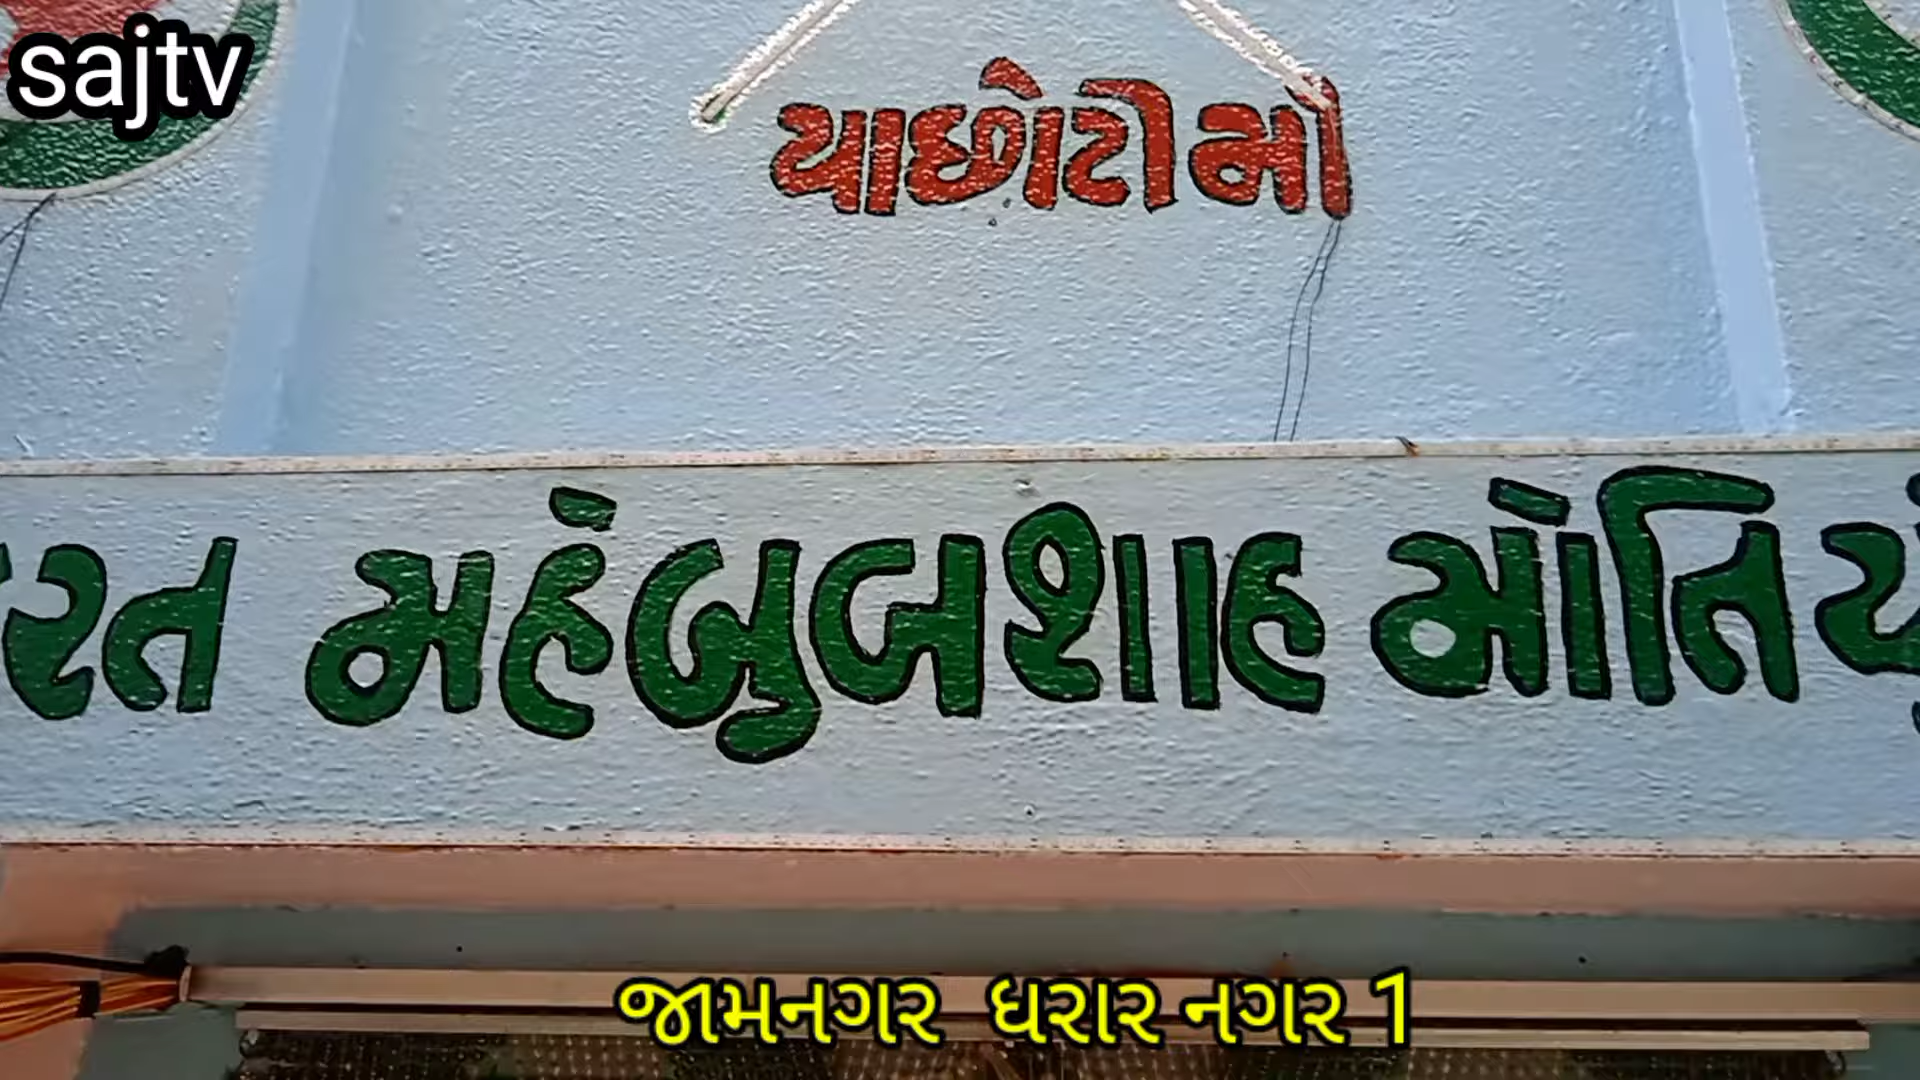 sajtv
યાછોટીમાઁ
રત મહેબુબશાહ મોતિયું
જામનગર ધરાર નગર 1